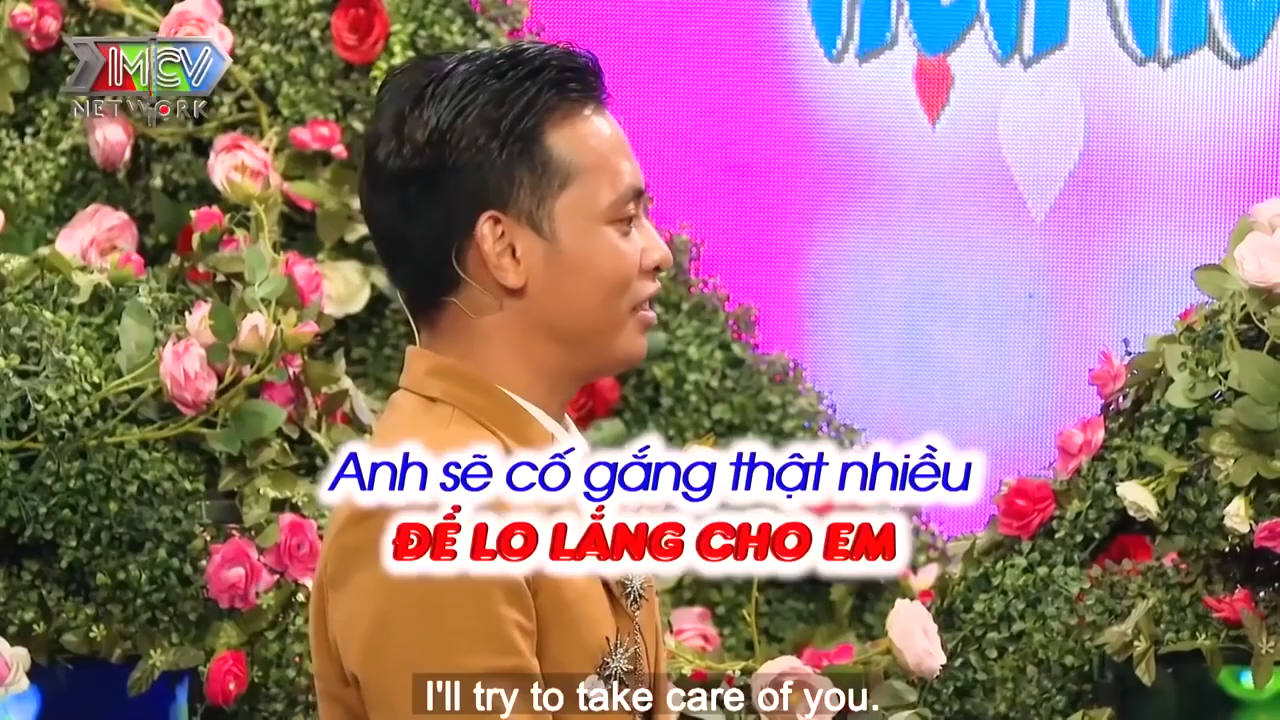 MCV
NETWORK
Anh sẽ cố gắng thật nhiều
ĐỂ LO LẮNG CHO EM
I'll try to take care of you.